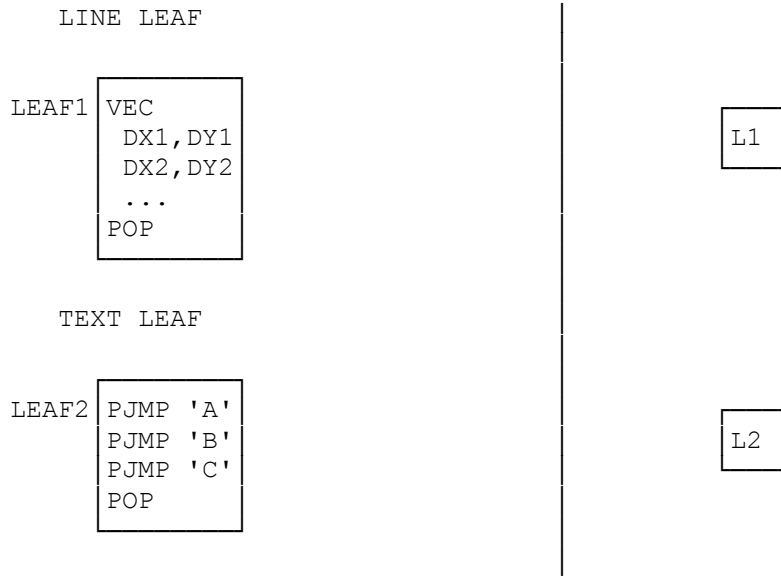 LINE LEAF
LEAF1
VEC
DX1,DY1
DX2,DY2
...
POP
L1
TEXT LEAF
LEAF2
PJMP 'A'
PJMP 'B'
PJMP 'C'
POP
L2